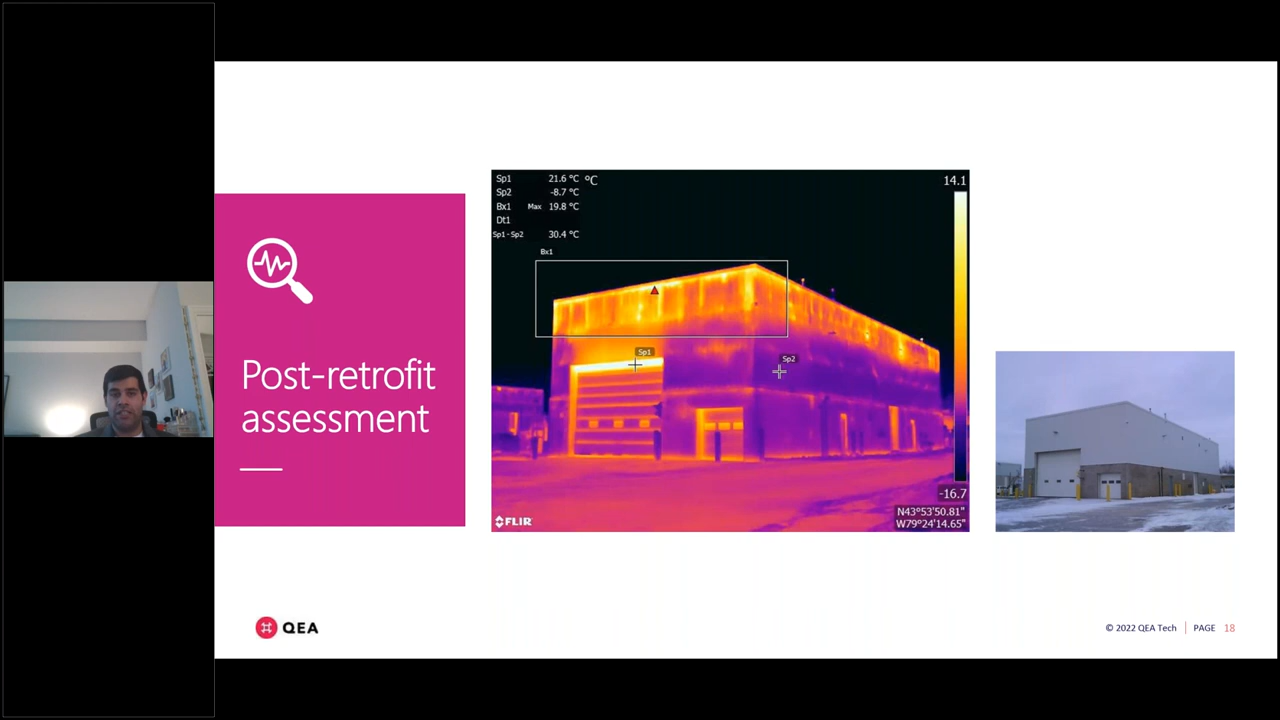 Post-retrofit
assessment
Sp1 21.6 °C °C
Sp2 -8.7 °C
Bx1 Max 19.8 °C
Dt1
Sp1 - Sp2 30.4 °C
Bx1
14.1
Sp1
Sp2
-16.7
N43°53'50.81"
W79°24'14.65"
FLIR
QEA
© 2022 QEA Tech | PAGE 18